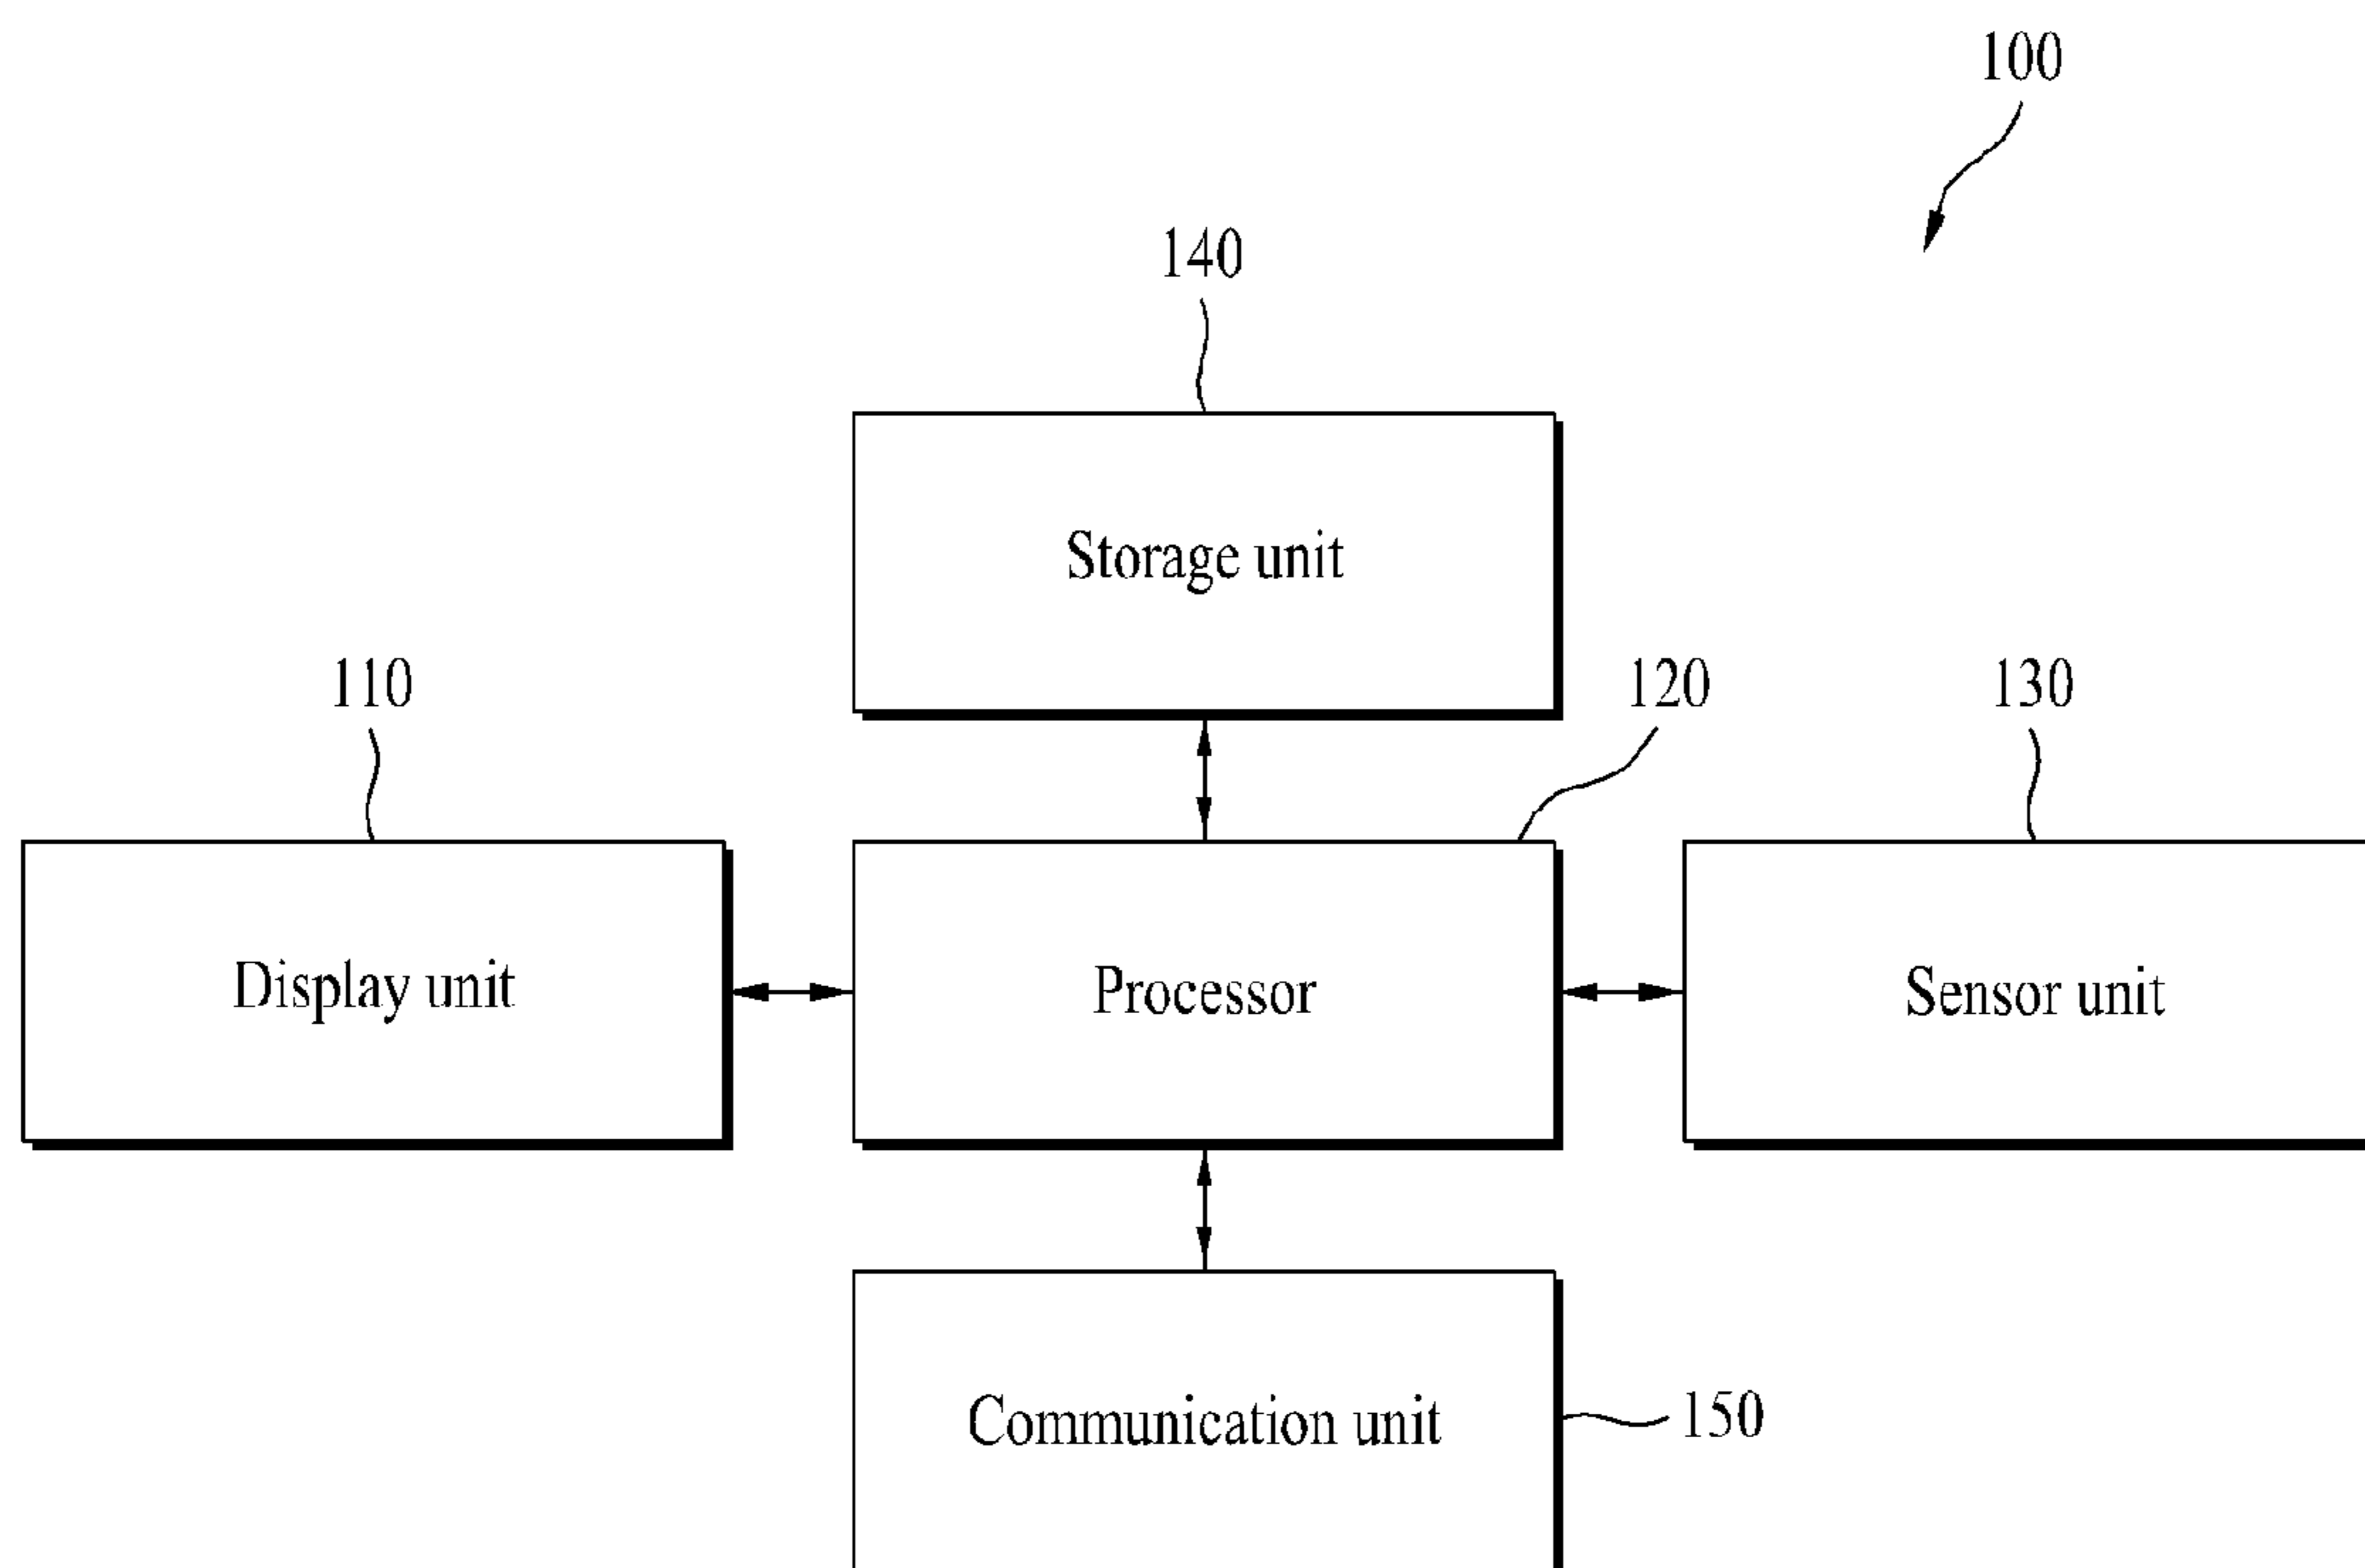 100
140
Storage unit
110
120
130
Display unit
Processor
Sensor unit
Communication unit
150